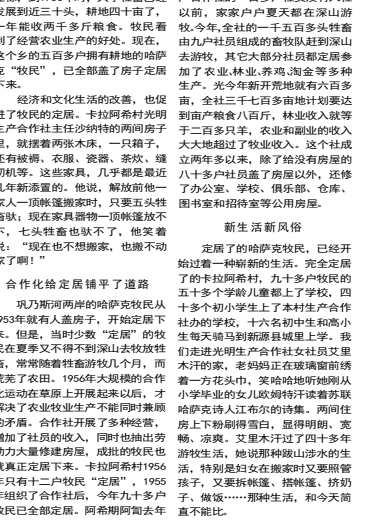 发展到近三十头，耕地四十亩了，
一年能收两千多斤粮食。牧民看
到了经营农业生产的好处。现在，
这个乡的五百多户拥有耕地的哈萨
克“牧民”，已全部盖了房子定居
下来。
经济和文化生活的改善，也促
进了牧民的定居。卡拉阿希村光明
生产合作社主任沙纳特的两间房子
里，就摆着两张木床，一只箱子，
还有被褥、衣服、瓷器、茶炊、缝
纫机等。这些家具，几乎都是最近
几年新添置的。他说，解放前他一
家人一顶帐篷搬家时，只要五头牲
畜驮；现在家具器物一顶帐篷放不
下，七头牲畜也驮不了，他笑着
说：“现在也不想搬家，也搬不动
家了啊！”
合作化给定居铺平了道路
巩乃斯河两岸的哈萨克牧民从
1953年就有人盖房子，开始定居下
来。但是，当时少数“定居”的牧
民在夏季又不得不到深山去放牧牲
畜，常常随着牲畜游牧几个月，而
荒芜了农田。1956年大规模的合作
化运动在草原上开展起来以后，才
解决了农业牧业生产不能同时兼顾
的矛盾。合作社开展了多种经营，
增加了社员的收入，同时也抽出劳
动力大量修建房屋，成批的牧民也
就真正定居下来。卡拉阿希村1956
年只有十二户牧民“定居”，1955
年组织了合作社后，今年九十多户
牧民已全部定居。阿希期阿訇去年
以前，家家户户夏天都在深山游
牧。今年，全社的一千五百多头牲畜
由九户社员组成的畜牧队赶到深山
去游牧，其它大部分社员都定居参
加了农业、林业、养鸡、淘金等多种
生产。光今年新开荒地就有六百多
亩，全社三千七百多亩地计划要达
到亩产粮食八百斤，林业收入就等
于二百多只羊，农业和副业的收入
大大地超过了牧业收入。这个社成
立两年多以来，除了给没有房屋的
八十多户社员盖了房屋以外，还修
了办公室、学校、俱乐部、仓库、
图书室和招待室等公用房屋。
新生活新风俗
定居了的哈萨克牧民，已经开
始过着一种崭新的生活。完全定居
了的卡拉阿希村，九十多户牧民的
五十多个学龄儿童都上了学校，四
十多个初小学生上了本村生产合作
社办的学校，十六名初中生和高小
生每天骑马到新源县城里上学。我
们走进光明生产合作社女社员艾里
木汗的家，老妈妈正在玻璃窗前绣
着一方花头巾，笑哈哈地听她刚从
小学毕业的女儿欧姆特汗读着苏联
哈萨克诗人江布尔的诗集。两间住
房上下粉刷得雪白，显得明朗、宽
畅、凉爽。艾里木汗过了四十多年
游牧生活，她说那种跋山涉水的生
活，特别是妇女在搬家时又要照管
孩子，又要拆帐篷、搭帐篷、挤奶
子、做饭……那种生活，和今天简
直不能比。